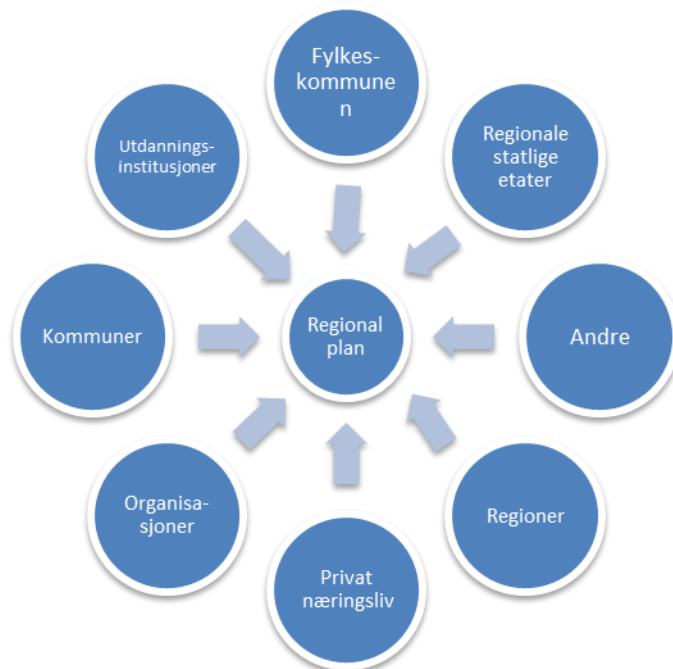 Fylkes-
kommune
n
Regionale
statlige
etater
Andre
Regioner
Privat
næringsliv
Organisa-
sjoner
Kommuner
Utdannings-
institusjoner
Regional
plan